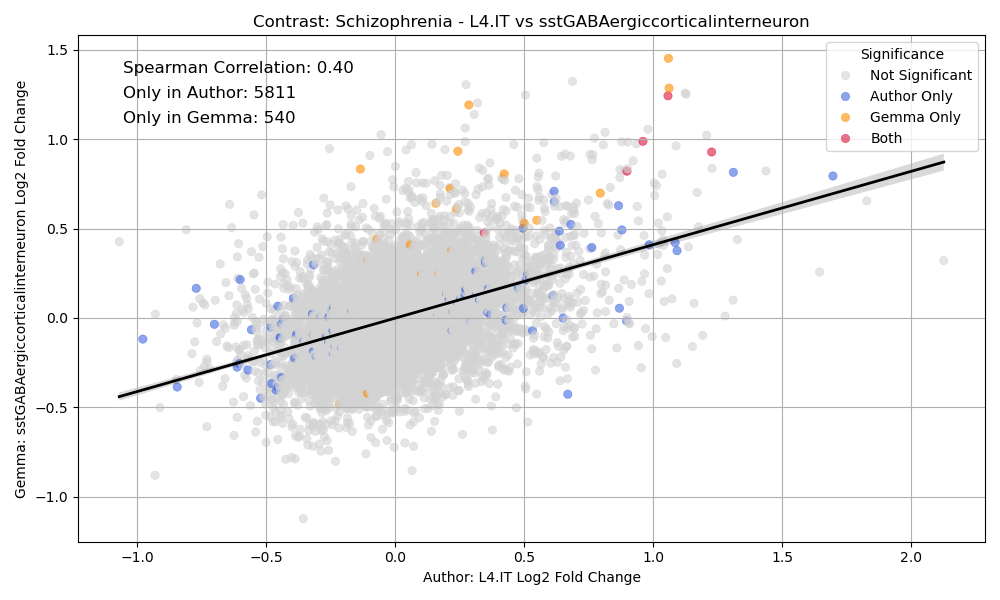 Contrast: Schizophrenia - L4.IT vs sstGABAergiccorticalinterneuron
Spearman Correlation: 0.40
Only in Author: 5811
Only in Gemma: 540
Significance
Not Significant
Author Only
Gemma Only
Both
Gemma: sstGABAergiccorticalinterneuron Log2 Fold Change
1.5
1.0
0.5
0.0
−0.5
−1.0
−1.0 −0.5 0.0 0.5 1.0 1.5 2.0
Author: L4.IT Log2 Fold Change